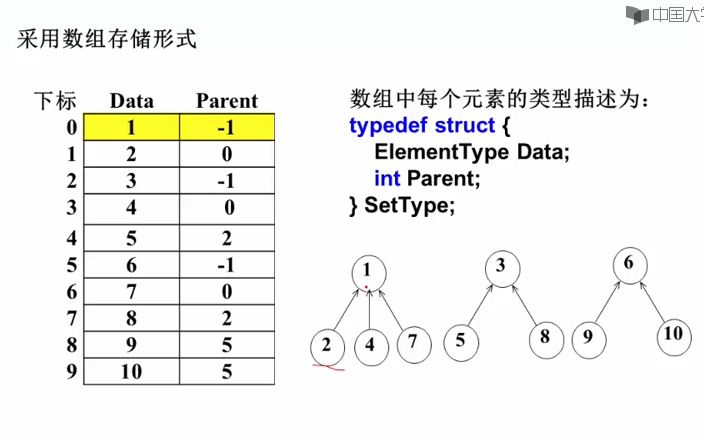 中国大学
采用数组存储形式
下标 Data Parent
0 1 -1
1 2 0
2 3 -1
3 4 0
4 5 2
5 6 -1
6 7 0
7 8 2
8 9 5
9 10 5
数组中每个元素的类型描述为：
typedef struct {
ElementType Data;
int Parent;
} SetType;
1 3 6
2 4 7 5 8 9 10